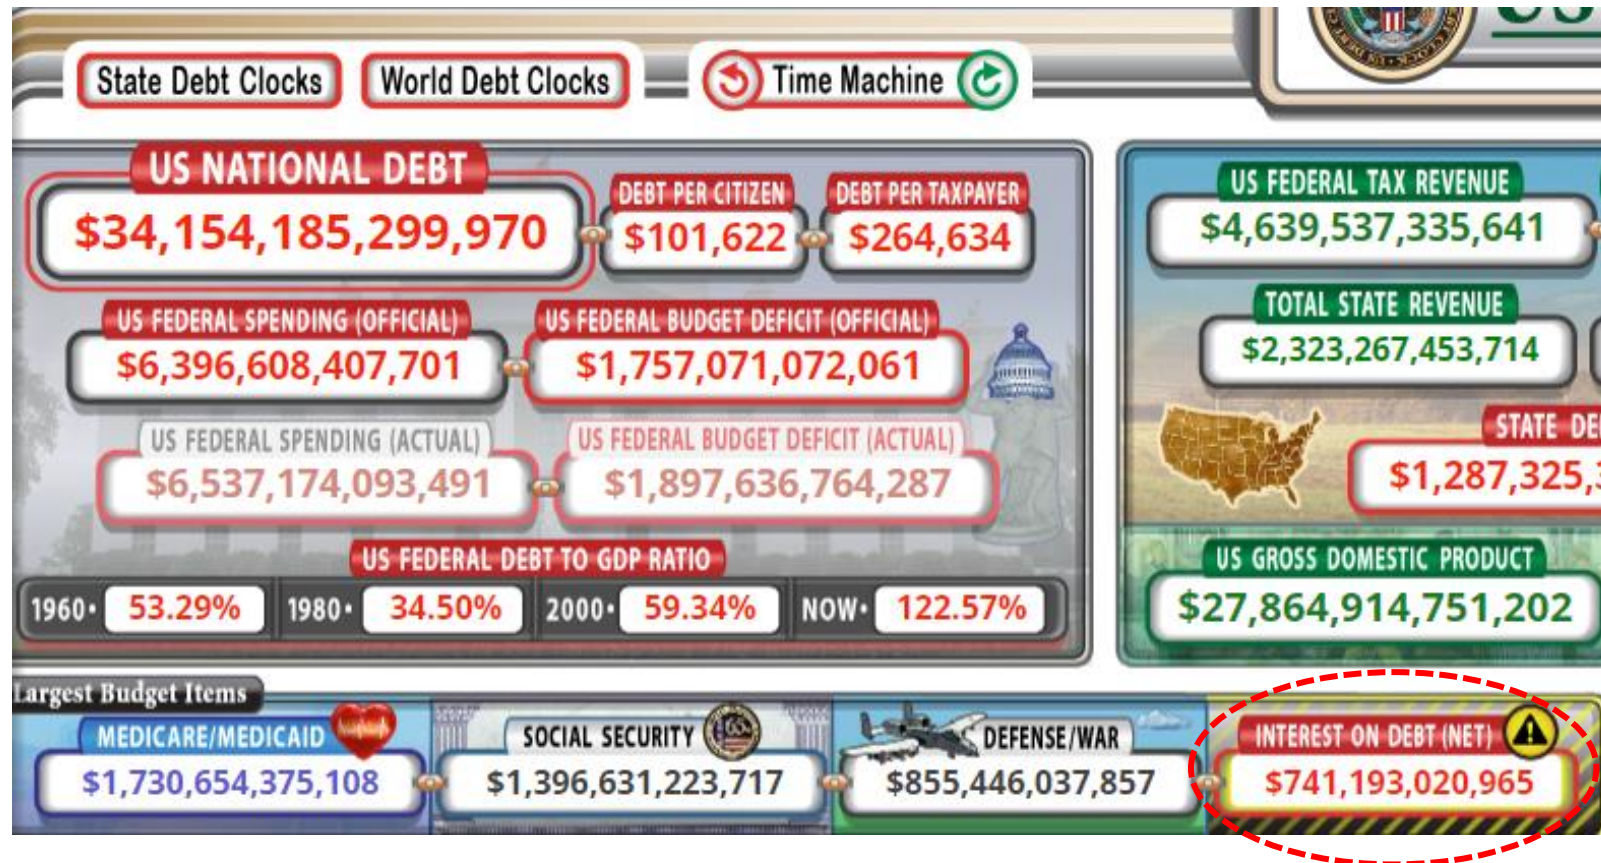 US
State Debt Clocks
World Debt Clocks
Time Machine
US NATIONAL DEBT
$34,154,185,299,970
DEBT PER CITIZEN
$101,622
DEBT PER TAXPAYER
$264,634
US FEDERAL SPENDING (OFFICIAL)
$6,396,608,407,701
US FEDERAL BUDGET DEFICIT (OFFICIAL)
$1,757,071,072,061
US FEDERAL SPENDING (ACTUAL)
$6,537,174,093,491
US FEDERAL BUDGET DEFICIT (ACTUAL)
$1,897,636,764,287
US FEDERAL DEBT TO GDP RATIO
1960• 53.29% 1980• 34.50% 2000• 59.34% NOW• 122.57%
US FEDERAL TAX REVENUE
$4,639,537,335,641
TOTAL STATE REVENUE
$2,323,267,453,714
STATE DE
$1,287,325,3
US GROSS DOMESTIC PRODUCT
$27,864,914,751,202
Largest Budget Items
MEDICARE/MEDICAID
$1,730,654,375,108
SOCIAL SECURITY
$1,396,631,223,717
DEFENSE/WAR
$855,446,037,857
INTEREST ON DEBT (NET)
$741,193,020,965